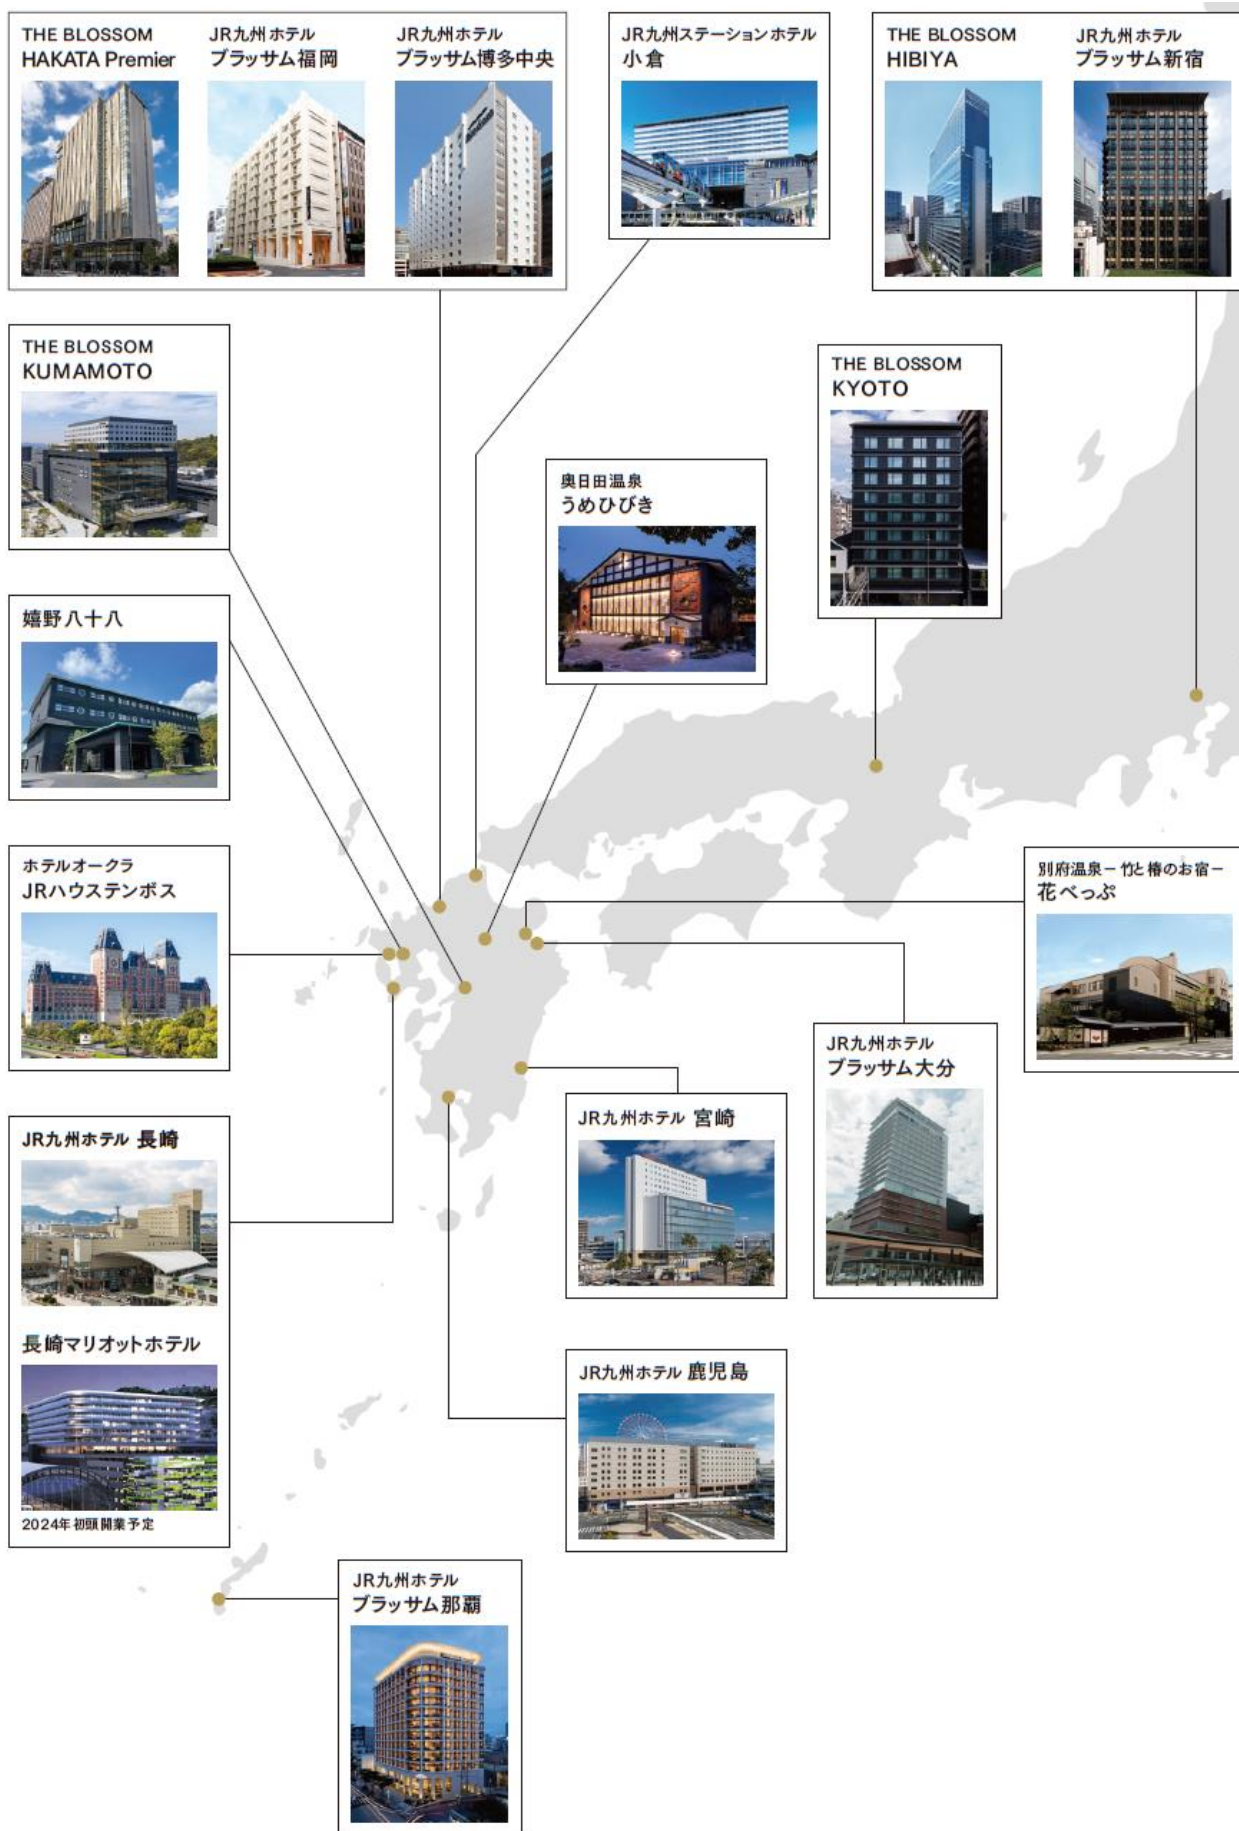 THE BLOSSOM
HAKATA Premier
JR九州ホテル
ブラッサム福岡
JR九州ホテル
ブラッサム博多中央
JR九州ステーションホテル
小倉
THE BLOSSOM
HIBIYA
JR九州ホテル
ブラッサム新宿
THE BLOSSOM
KUMAMOTO
THE BLOSSOM
KYOTO
奥日田温泉
うめひびき
嬉野八十八
ホテルオークラ
JRハウステンボス
別府温泉－竹と椿のお宿－
花べっぷ
JR九州ホテル
ブラッサム大分
JR九州ホテル 長崎
JR九州ホテル 宮崎
長崎マリオットホテル
2024年初頭開業予定
JR九州ホテル 鹿児島
JR九州ホテル
ブラッサム那覇